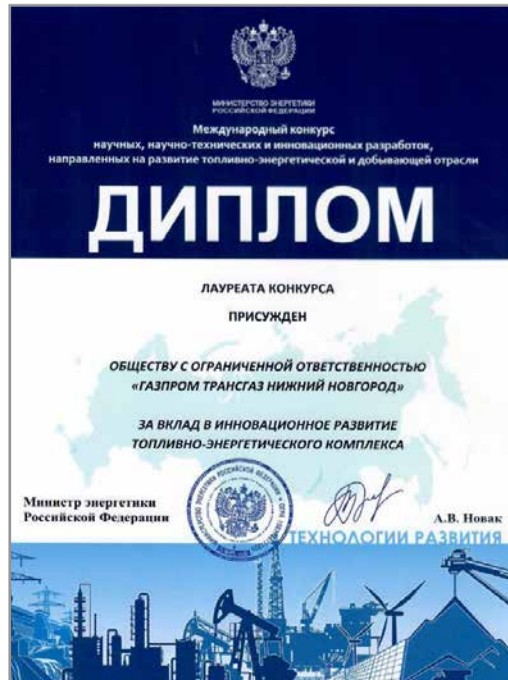 МИНИСТЕРСТВО ЭНЕРГЕТИКИ
РОССИЙСКОЙ ФЕДЕРАЦИИ
Международный конкурс
научных, научно-технических и инновационных разработок,
направленных на развитие топливно-энергетической и добывающей отрасли
ДИПЛОМ
ЛАУРЕАТА КОНКУРСА
ПРИСУЖДЕН
ОБЩЕСТВУ С ОГРАНИЧЕННОЙ ОТВЕТСТВЕННОСТЬЮ
«ГАЗПРОМ ТРАНСГАЗ НИЖНИЙ НОВГОРОД»
ЗА ВКЛАД В ИННОВАЦИОННОЕ РАЗВИТИЕ
ТОПЛИВНО-ЭНЕРГЕТИЧЕСКОГО КОМПЛЕКСА
Министр энергетики
Российской Федерации
А.В. Новак
ТЕХНОЛОГИИ РАЗВИТИЯ